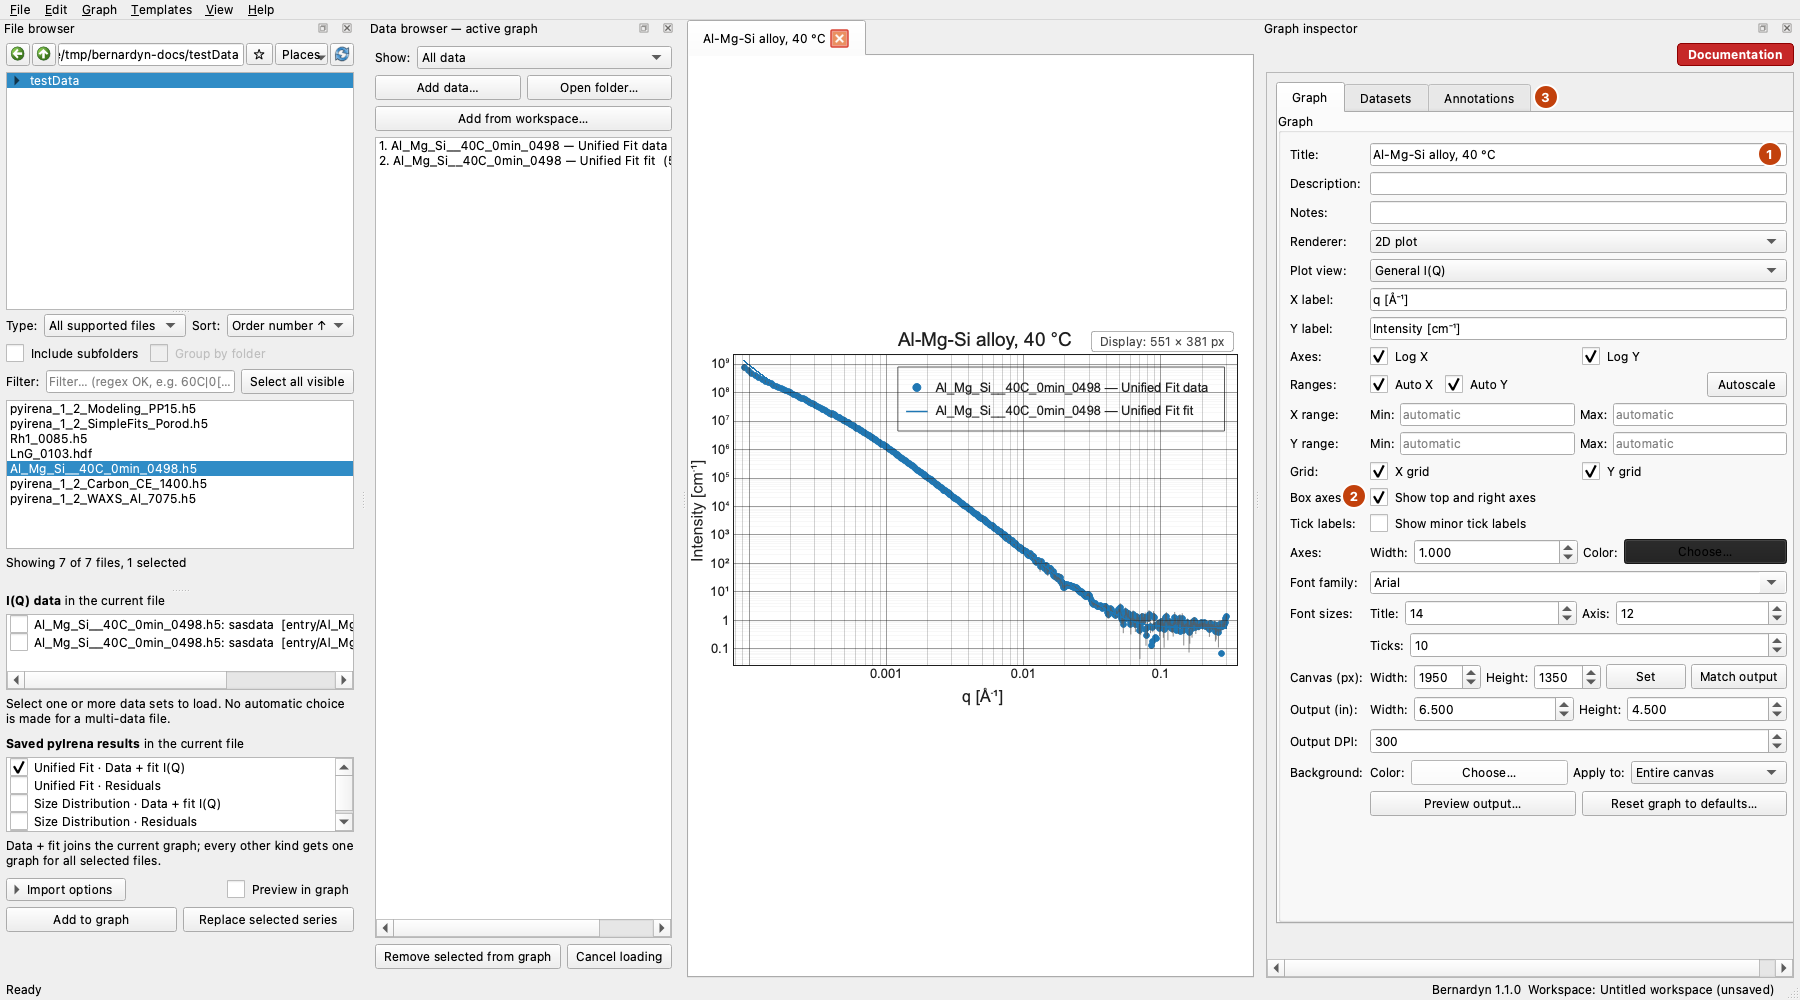 File Edit Graph Templates View Help
File browser
:/tmp/bernardyn-docs/testData
Places
testData
Type: All supported files Sort: Order number ↑
Include subfolders Group by folder
Filter: Filter... (regex OK, e.g. 60C|0[... Select all visible
pyirena_1_2_Modeling_PP15.h5
pyirena_1_2_SimpleFits_Porod.h5
Rh1_0085.h5
LnG_0103.hdf
Al_Mg_Si__40C_0min_0498.h5
pyirena_1_2_Carbon_CE_1400.h5
pyirena_1_2_WAXS_Al_7075.h5
Showing 7 of 7 files, 1 selected
I(Q) data in the current file
Al_Mg_Si__40C_0min_0498.h5: sasdata [entry/Al_Mg
Al_Mg_Si__40C_0min_0498.h5: sasdata [entry/Al_Mg
Select one or more data sets to load. No automatic choice
is made for a multi-data file.
Saved pyIrena results in the current file
Unified Fit · Data + fit I(Q)
Unified Fit · Residuals
Size Distribution · Data + fit I(Q)
Size Distribution · Residuals
Data + fit joins the current graph; every other kind gets one
graph for all selected files.
Import options Preview in graph
Add to graph Replace selected series
Ready
Data browser — active graph
Show: All data
Add data... Open folder...
Add from workspace...
1. Al_Mg_Si__40C_0min_0498 — Unified Fit data
2. Al_Mg_Si__40C_0min_0498 — Unified Fit fit (5
Remove selected from graph Cancel loading
Al-Mg-Si alloy, 40 °C
Al-Mg-Si alloy, 40 °C
Display: 551 × 381 px
Al_Mg_Si__40C_0min_0498 — Unified Fit data
Al_Mg_Si__40C_0min_0498 — Unified Fit fit
10⁹
10⁸
10⁷
10⁶
10⁵
10⁴
10³
10²
10¹
1
0.1
Intensity [cm⁻¹]
0.001 0.01 0.1
q [Å⁻¹]
Graph inspector
Documentation
Graph Datasets Annotations 3
Graph
Title: Al-Mg-Si alloy, 40 °C 1
Description:
Notes:
Renderer: 2D plot
Plot view: General I(Q)
X label: q [Å⁻¹]
Y label: Intensity [cm⁻¹]
Axes: Log X Log Y
Ranges: Auto X Auto Y Autoscale
X range: Min: automatic Max: automatic
Y range: Min: automatic Max: automatic
Grid: X grid Y grid
Box axes 2 Show top and right axes
Tick labels: Show minor tick labels
Axes: Width: 1.000 Color: Choose...
Font family: Arial
Font sizes: Title: 14 Axis: 12
Ticks: 10
Canvas (px): Width: 1950 Height: 1350 Set Match output
Output (in): Width: 6.500 Height: 4.500
Output DPI: 300
Background: Color: Choose... Apply to: Entire canvas
Preview output... Reset graph to defaults...
Bernardyn 1.1.0 Workspace: Untitled workspace (unsaved)